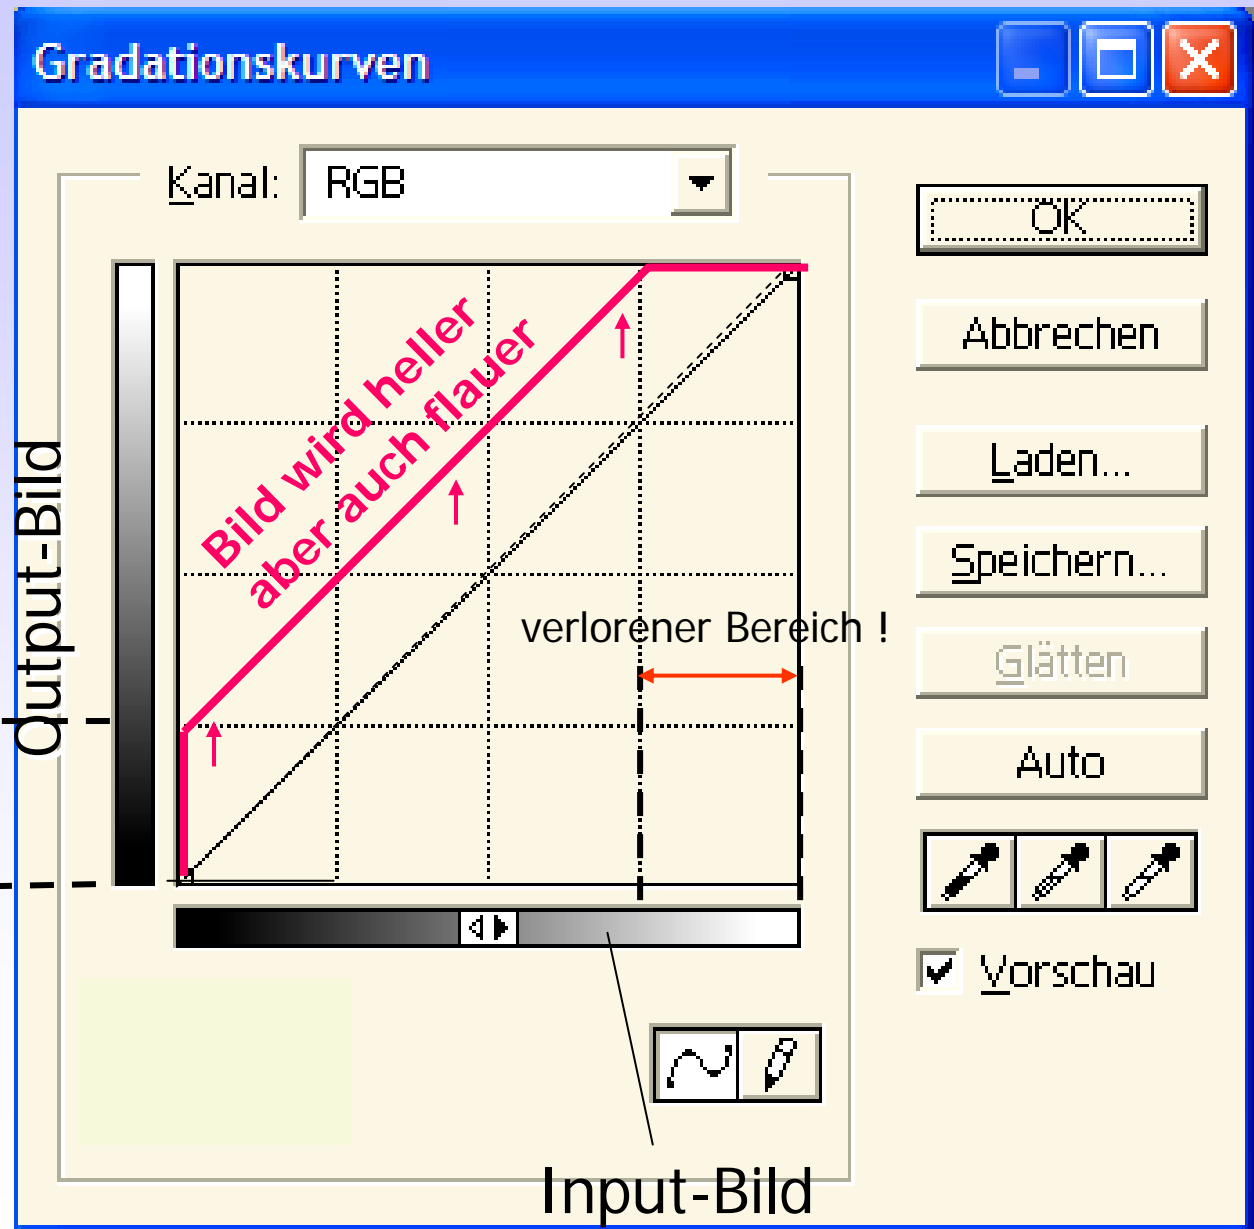 Gradationskurven
Kanal: RGB
OK
Abbrechen
Laden...
Speichern...
Glätten
Auto
Vorschau
Bild wird heller
aber auch flauer
verlorener Bereich !
Output-Bild
Input-Bild